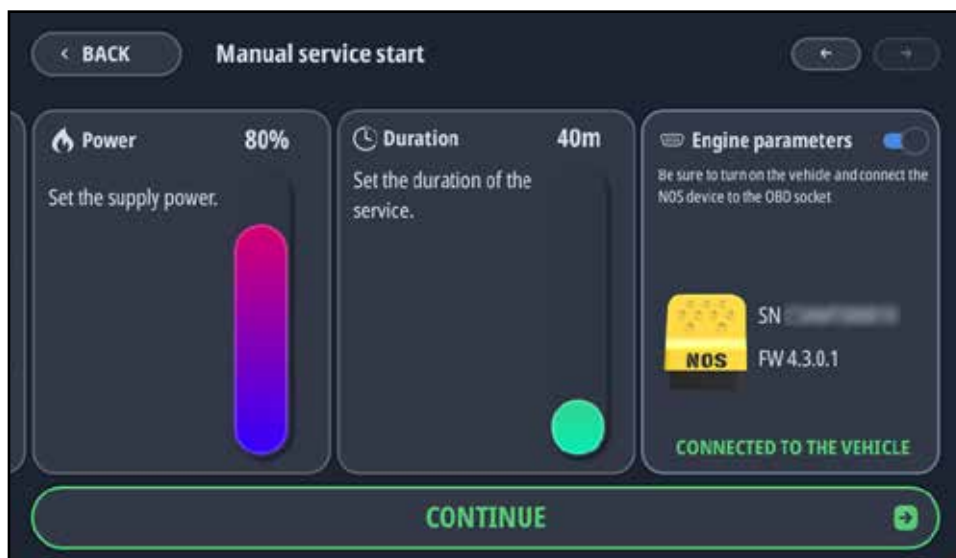 BACK
Manual service start
Power 80%
Set the supply power.
Duration 40m
Set the duration of the
service.
Engine parameters
Be sure to turn on the vehicle and connect the
NOS device to the OBD socket
SN
NOS
FW 4.3.0.1
CONNECTED TO THE VEHICLE
CONTINUE